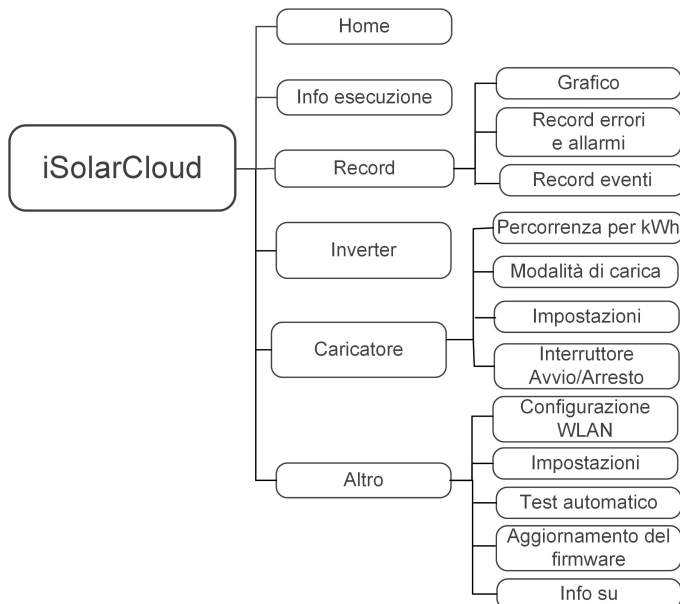 iSolarCloud
Home
Info esecuzione
Record
Grafico
Record errori
e allarmi
Record eventi
Inverter
Caricatore
Percorrenza per kWh
Modalità di carica
Impostazioni
Interruttore
Avvio/Arresto
Altro
Configurazione
WLAN
Impostazioni
Test automatico
Aggiornamento del
firmware
Info su